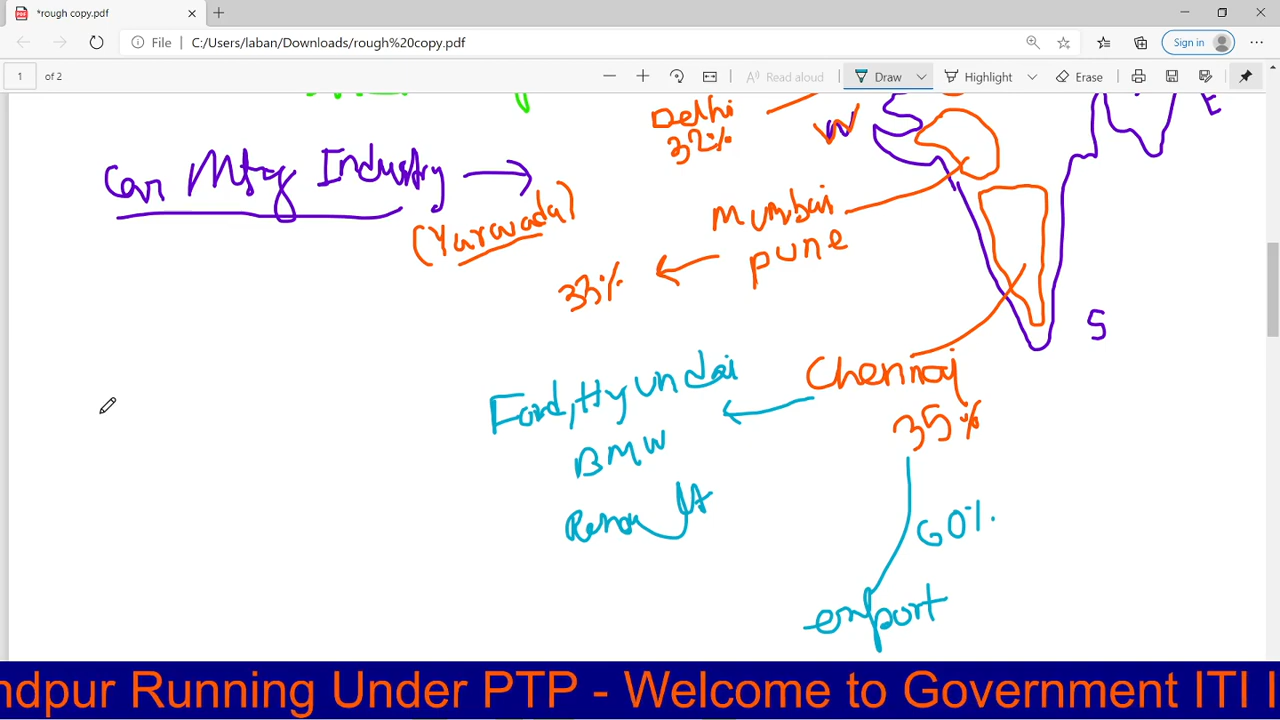 *rough copy.pdf
File C:/Users/laban/Downloads/rough%20copy.pdf
Sign in
1 of 2
Read aloud
Draw
Highlight
Erase
Delhi
32%
W
E
Car Mfg Industry
(Yarawada)
Mumbai
pune
33%
S
Chennai
35%
Ford, Hyundai
BMW
Renault
60%
export
ndpur Running Under PTP - Welcome to Government ITI I